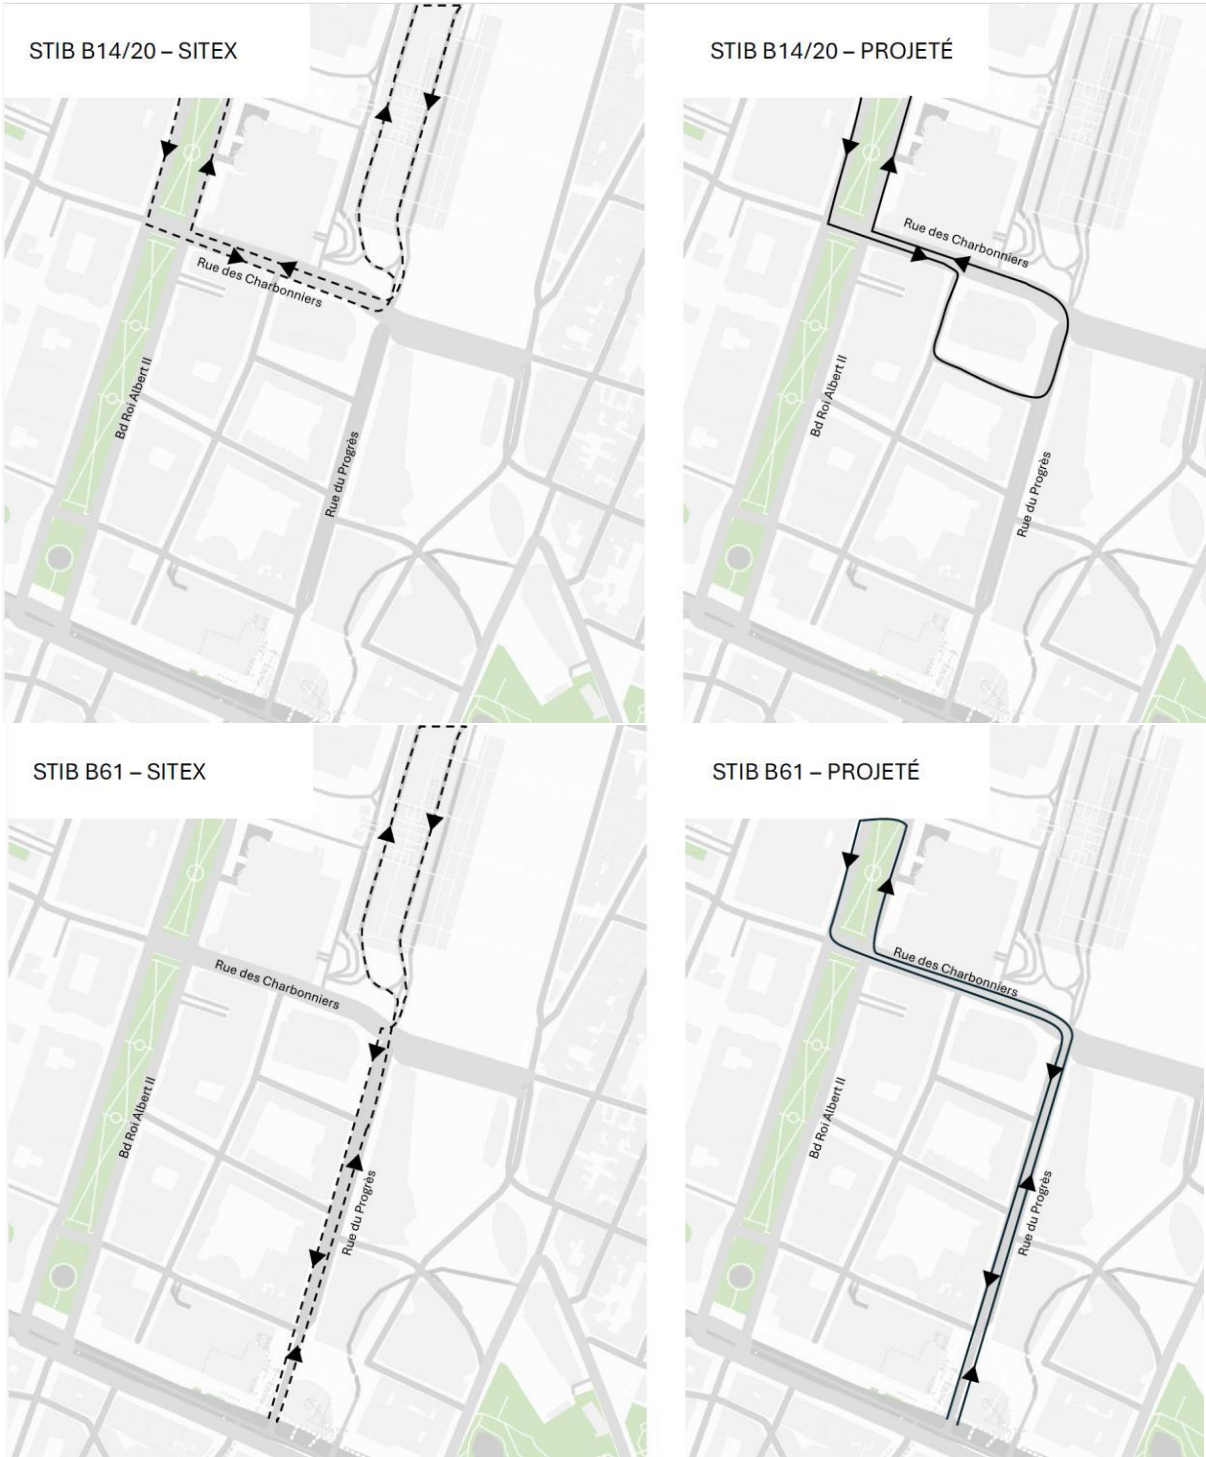 STIB B14/20 – SITEX
STIB B14/20 – PROJETÉ
Rue des Charbonniers
Bd Roi Albert II
Rue du Progrès
Rue des Charbonniers
Bd Roi Albert II
Rue du Progrès
STIB B61 – SITEX
STIB B61 – PROJETÉ
Rue des Charbonniers
Bd Roi Albert II
Rue du Progrès
Rue des Charbonniers
Bd Roi Albert II
Rue du Progrès